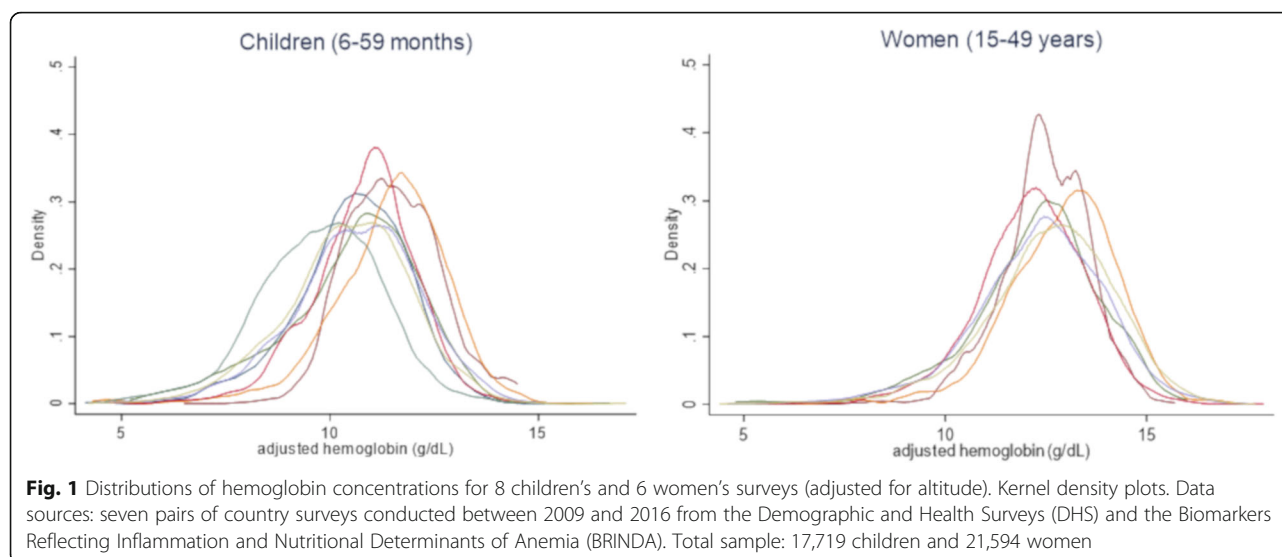 Children (6-59 months)
Density
.5
.4
.3
.2
.1
0
5
10
15
adjusted hemoglobin (g/dL)
Women (15-49 years)
Density
.5
.4
.3
.2
.1
0
5
10
15
adjusted hemoglobin (g/dL)
Fig. 1 Distributions of hemoglobin concentrations for 8 children's and 6 women's surveys (adjusted for altitude). Kernel density plots. Data
sources: seven pairs of country surveys conducted between 2009 and 2016 from the Demographic and Health Surveys (DHS) and the Biomarkers
Reflecting Inflammation and Nutritional Determinants of Anemia (BRINDA). Total sample: 17,719 children and 21,594 women